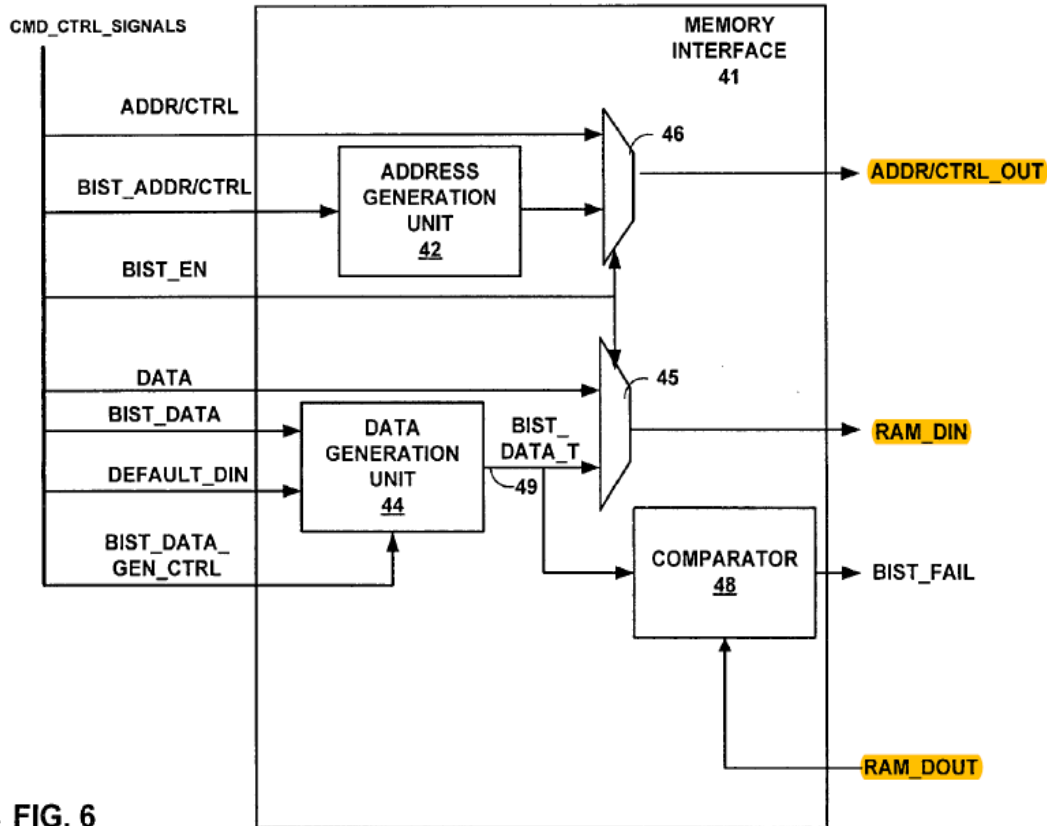 CMD_CTRL_SIGNALS
MEMORY
INTERFACE
41
ADDR/CTRL
46
ADDRESS
GENERATION
UNIT
42
ADDR/CTRL_OUT
BIST_ADDR/CTRL
BIST_EN
DATA
45
BIST_DATA
DATA
GENERATION
UNIT
44
BIST_
DATA_T
RAM_DIN
DEFAULT_DIN
49
BIST_DATA_
GEN_CTRL
COMPARATOR
48
BIST_FAIL
RAM_DOUT
FIG. 6